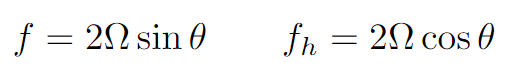 f = 2Ω sin θ f_h = 2Ω cos θ